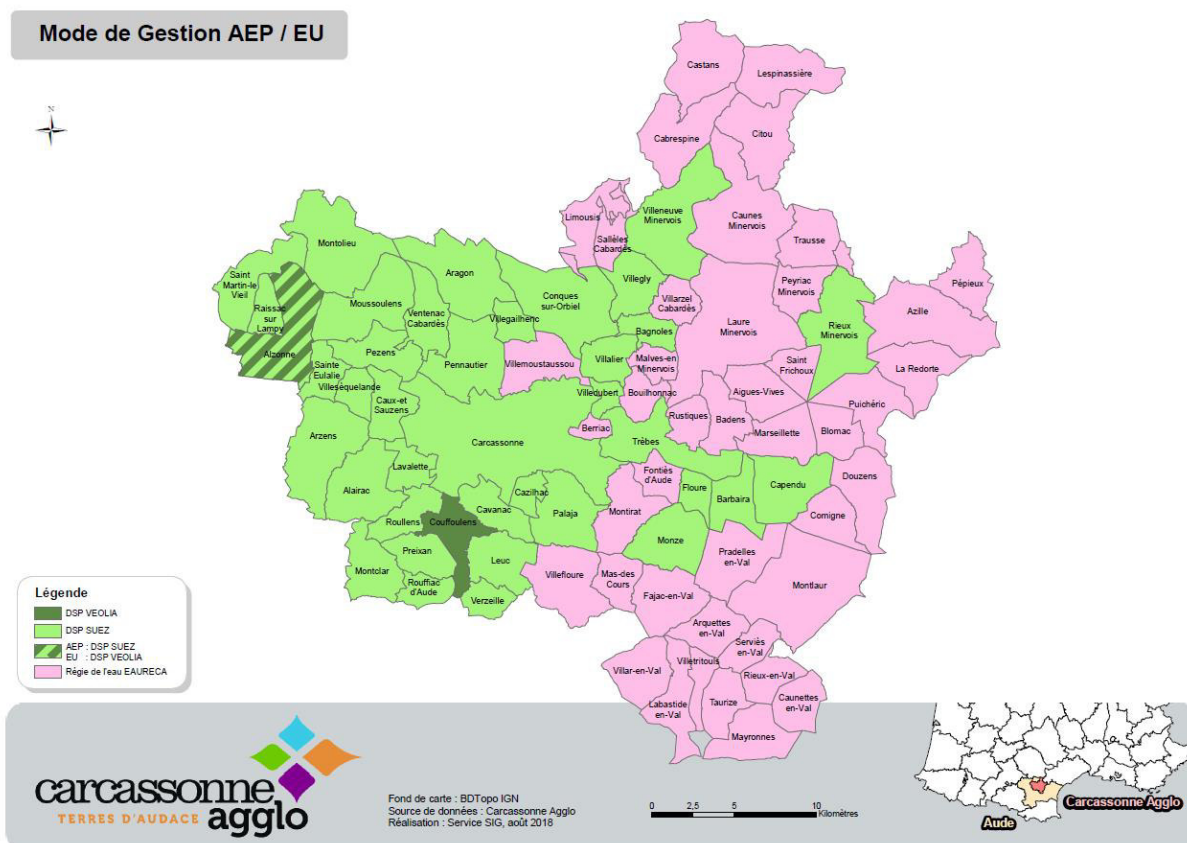 Mode de Gestion AEP / EU
N
Castans
Lespinassière
Cabrespine
Citou
Limousis
Sallèles
Cabardès
Villeneuve
Minervois
Caunes
Minervois
Trausse
Montolieu
Aragon
Saint
Martin-le
Vieil
Raissac
sur
Lampy
Alzonne
Moussoulens
Ventenac
Cabardès
Villegailhenc
Conques
sur-Orbiel
Villegly
Villarzel
Cabardès
Peyriac
Minervois
Pépieux
Azille
Laure
Minervois
Rieux
Minervois
Bagnoles
Pezens
Pennautier
Villemoustaussou
Villalier
Malves-en
Minervois
Saint
Frichoux
La Redorte
Sainte
Eulalie
Villesèquelande
Caux-et
Sauzens
Villedubert
Bouilhonnac
Aigues-Vives
Puichéric
Rustiques
Badens
Marseillette
Blomac
Arzens
Carcassonne
Berriac
Trèbes
Lavalette
Alairac
Fontiès
d'Aude
Floure
Barbaira
Capendu
Douzens
Cazilhac
Cavanac
Palaja
Montirat
Comigne
Roullens
Couffoulens
Monze
Preixan
Leuc
Pradelles
en-Val
Montclar
Rouffiac
d'Aude
Verzeille
Villefloure
Mas-des
Cours
Montlaur
Fajac-en-Val
Arquettes
en-Val
Serviès
en-Val
Villar-en-Val
Villetritouls
Rieux-en-Val
Labastide
en-Val
Taurize
Caunettes
en-Val
Mayronnes
Légende
DSP VEOLIA
DSP SUEZ
AEP : DSP SUEZ
EU : DSP VEOLIA
Régie de l'eau EAURECA
carcassonne
TERRES D'AUDACE agglo
Fond de carte : BDTopo IGN
Source de données : Carcassonne Agglo
Réalisation : Service SIG, août 2018
0 2,5 5 10
Kilomètres
Carcassonne Agglo
Aude